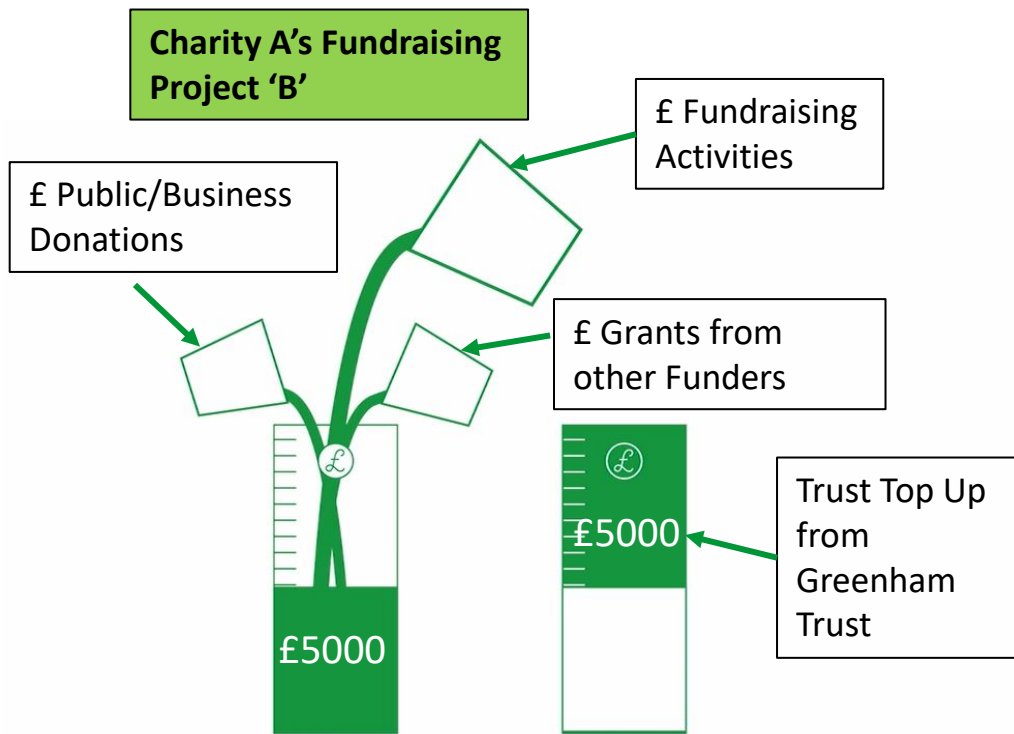 Charity A’s Fundraising
Project ‘B’
£ Fundraising
Activities
£ Public/Business
Donations
£ Grants from
other Funders
£
£
£5000
Trust Top Up
from
Greenham
Trust
£5000